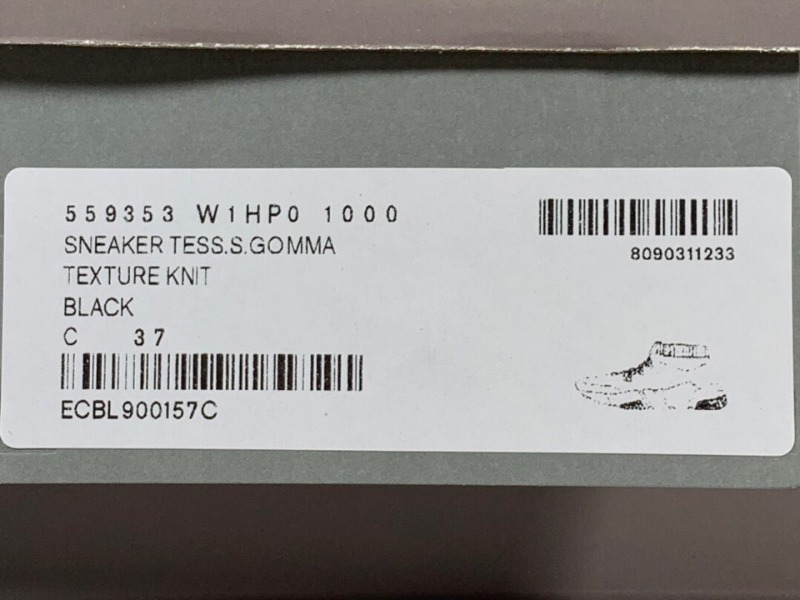 559353 W1HP0 1000
SNEAKER TESS.S.GOMMA
TEXTURE KNIT
BLACK
C 37
ECBL900157C
8090311233